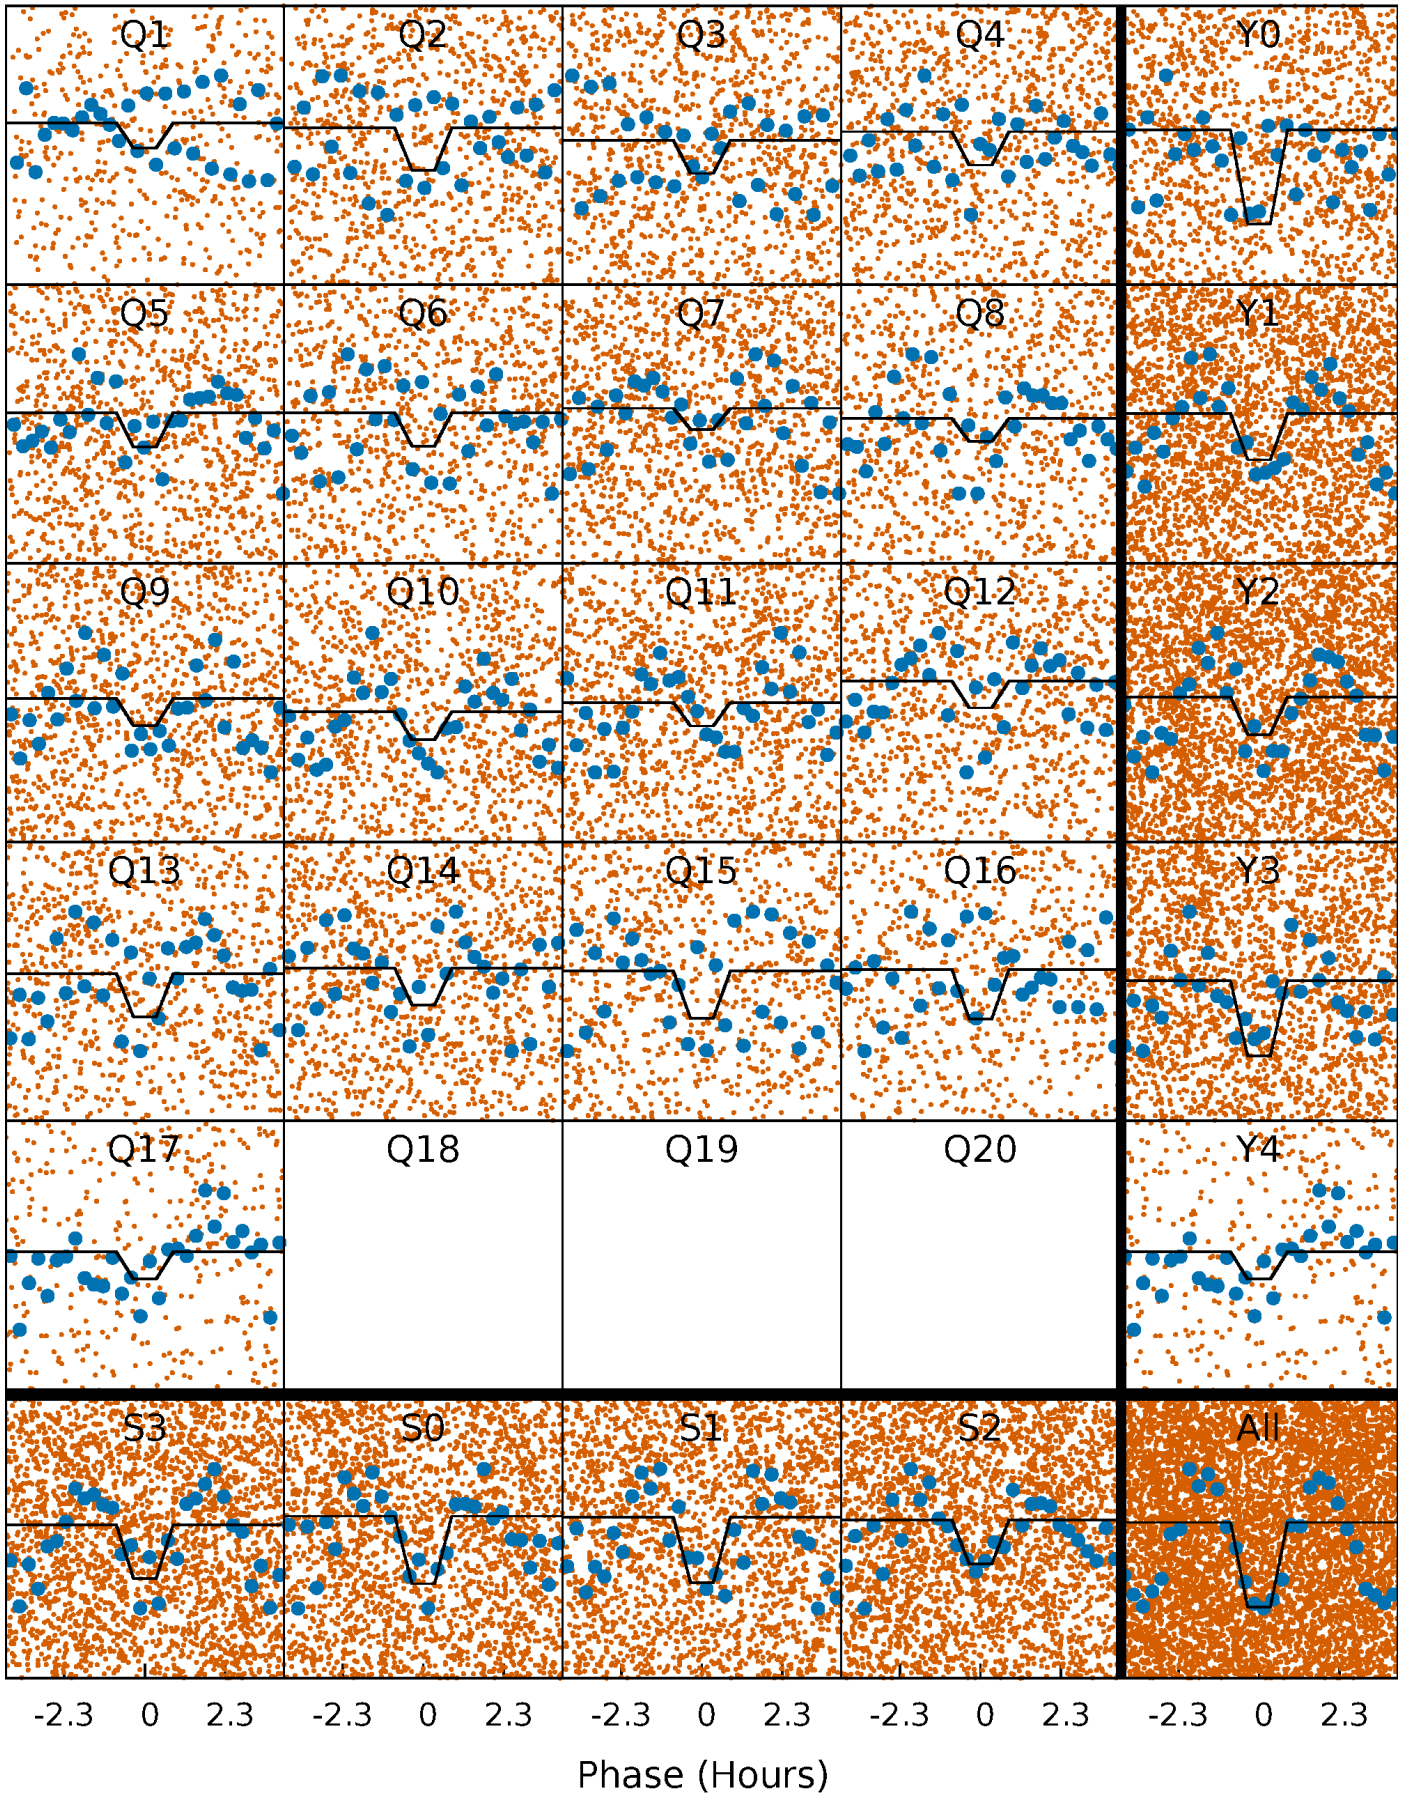 Q1 Q2 Q3 Q4 Y0
Q5 Q6 Q7 Q8 Y1
Q9 Q10 Q11 Q12 Y2
Q13 Q14 Q15 Q16 Y3
Q17 Q18 Q19 Q20 Y4
S3 S0 S1 S2 All
-2.3 0 2.3 -2.3 0 2.3 -2.3 0 2.3 -2.3 0 2.3 -2.3 0 2.3
Phase (Hours)